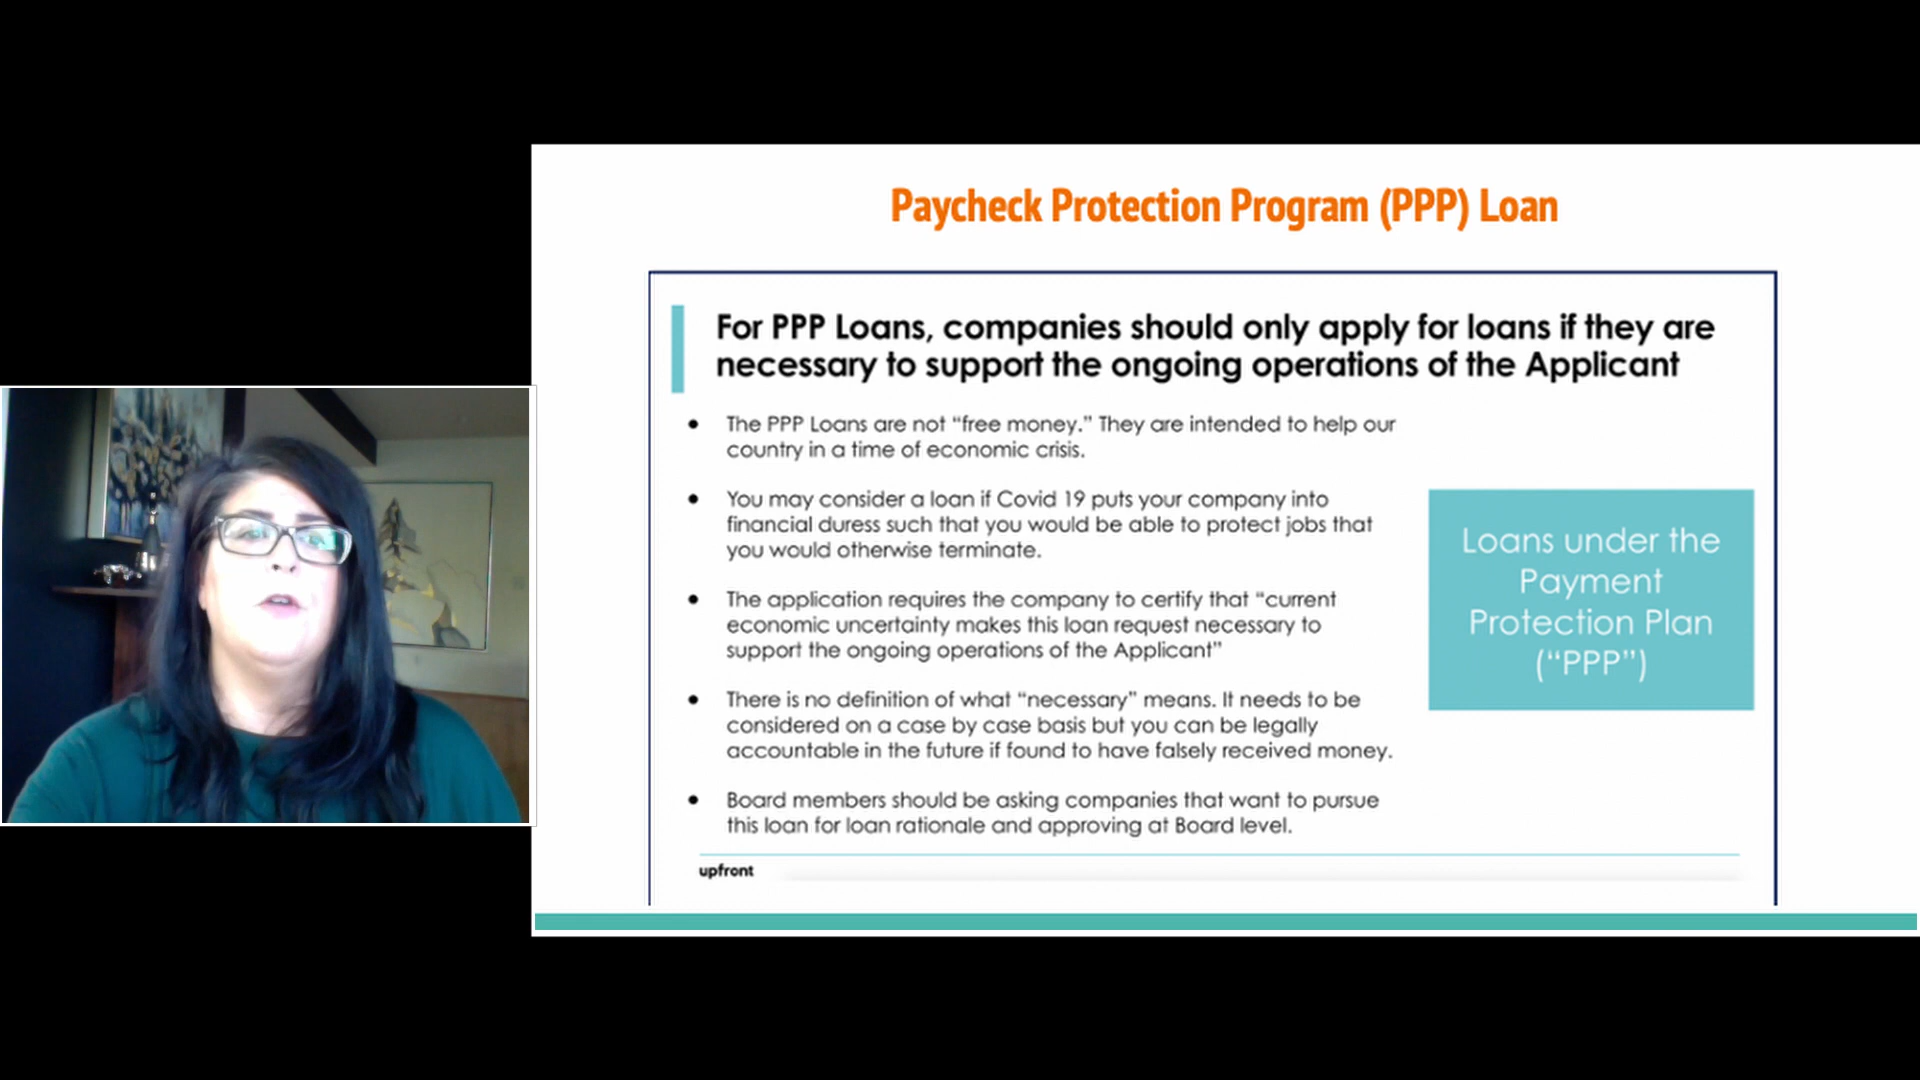 Paycheck Protection Program (PPP) Loan
For PPP Loans, companies should only apply for loans if they are
necessary to support the ongoing operations of the Applicant
• The PPP Loans are not “free money.” They are intended to help our
country in a time of economic crisis.
• You may consider a loan if Covid 19 puts your company into
financial duress such that you would be able to protect jobs that
you would otherwise terminate.
• The application requires the company to certify that “current
economic uncertainty makes this loan request necessary to
support the ongoing operations of the Applicant”
• There is no definition of what “necessary” means. It needs to be
considered on a case by case basis but you can be legally
accountable in the future if found to have falsely received money.
• Board members should be asking companies that want to pursue
this loan for loan rationale and approving at Board level.
Loans under the
Payment
Protection Plan
(“PPP”)
upfront